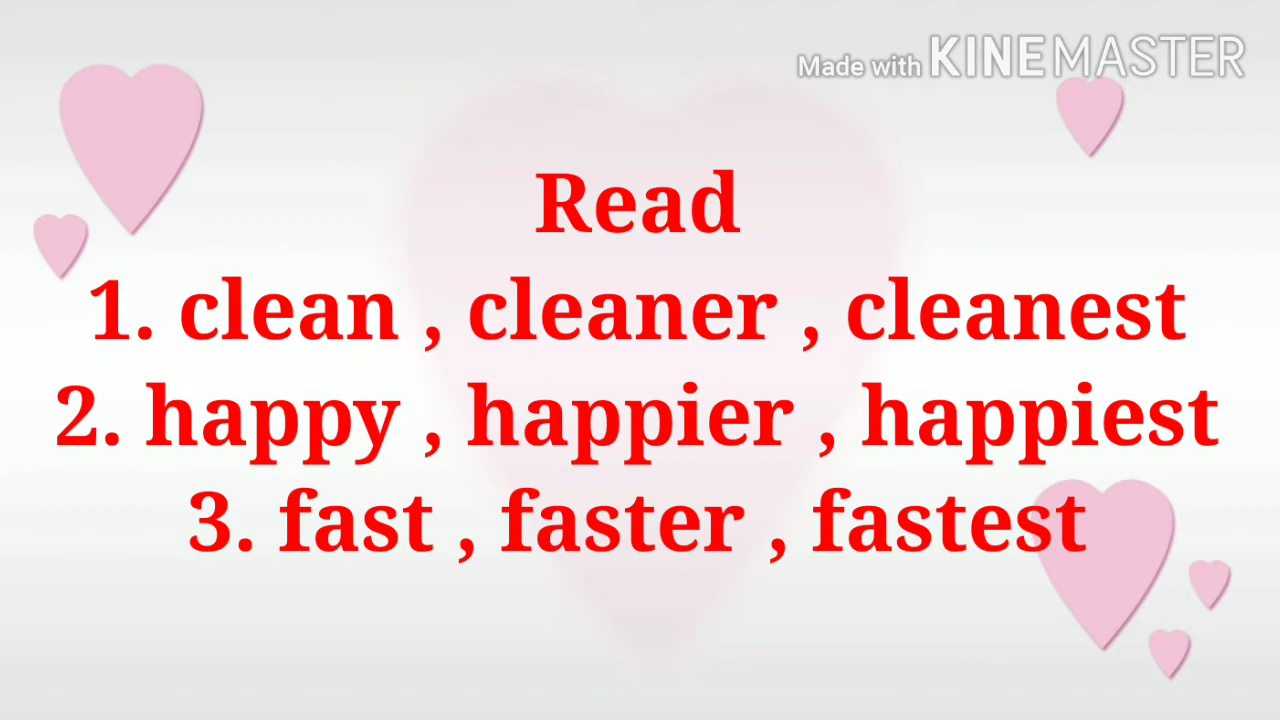 Made with KINEMASTER
Read
1. clean , cleaner , cleanest
2. happy , happier , happiest
3. fast , faster , fastest